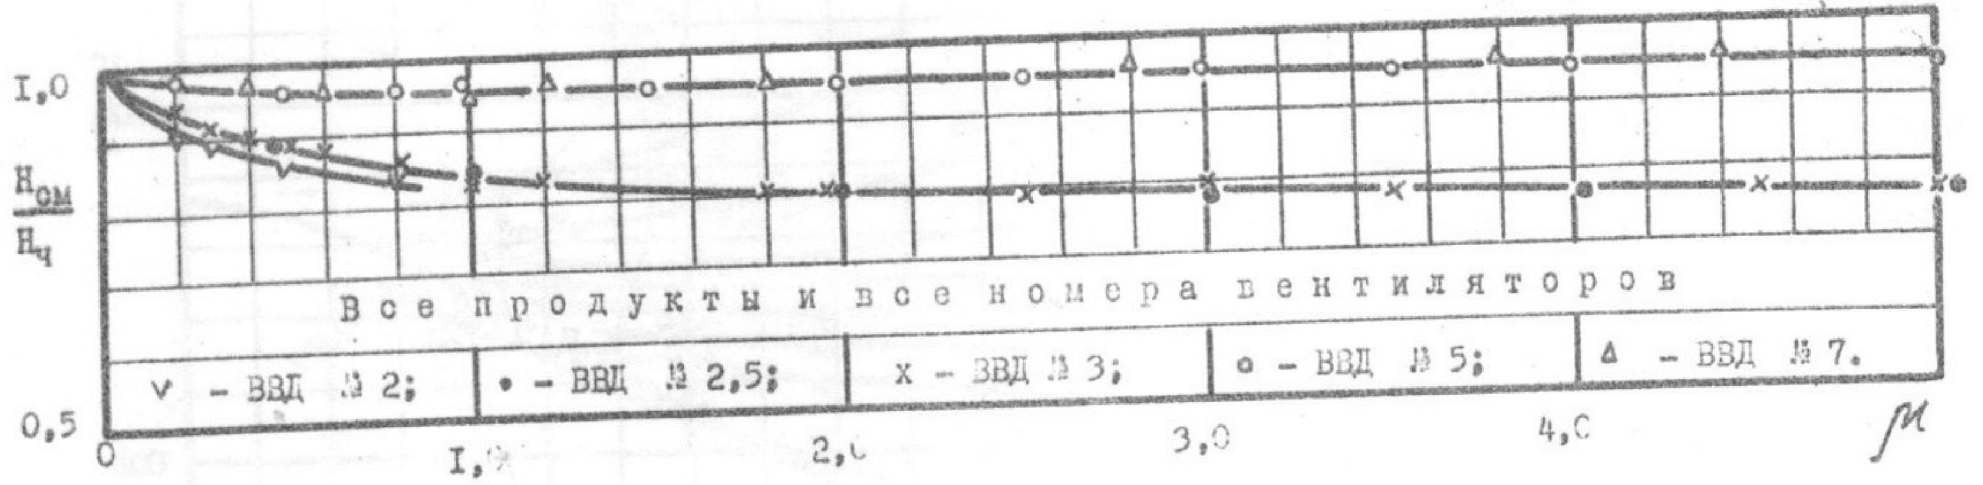 I,0
Hсм
Hч
Все продукты и все номера вентиляторов
v – ВВД № 2; • – ВВД № 2,5; х – ВВД № 3; о – ВВД № 5; Δ – ВВД № 7.
0,5
0 I,0 2,0 3,0 4,0 μ